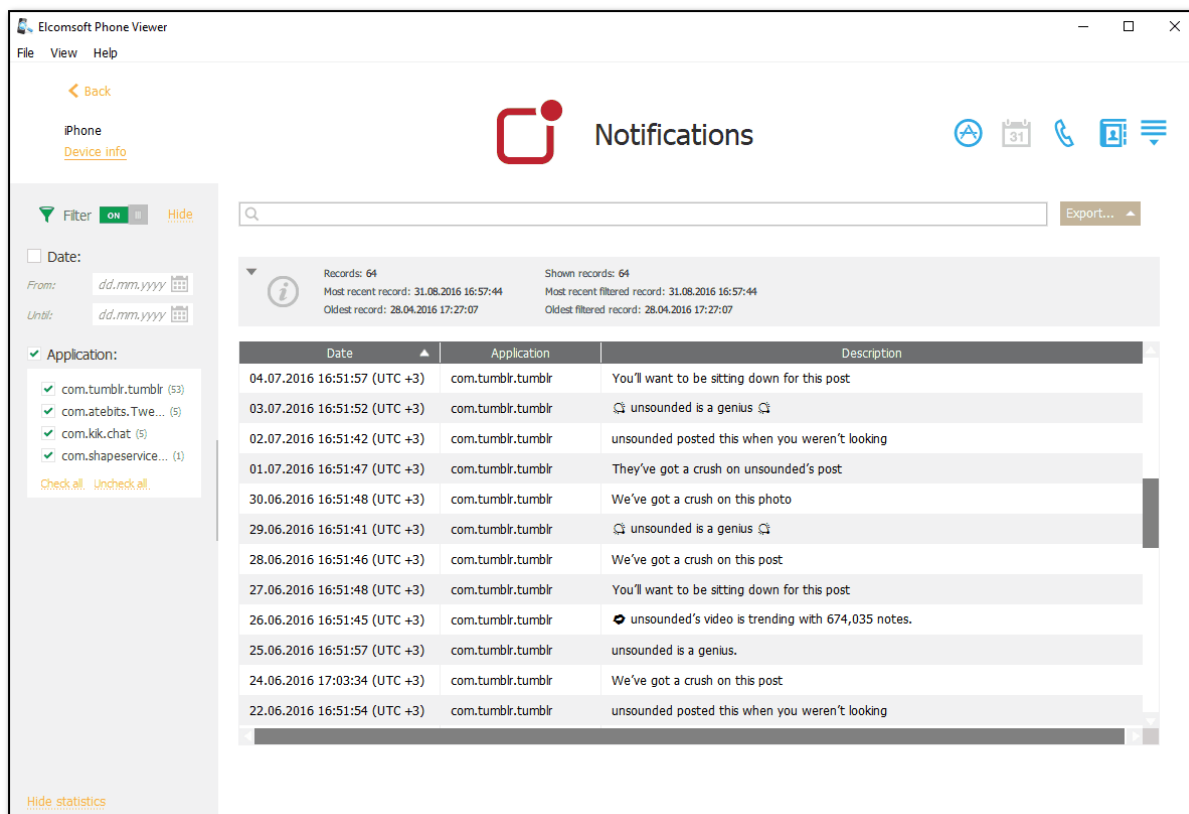 Elcomsoft Phone Viewer
File View Help
Back
iPhone
Device info
Notifications
31
Filter ON Hide
Export...
Date:
From: dd.mm.yyyy
Until: dd.mm.yyyy
Application:
com.tumblr.tumblr (53)
com.atebits.Twe... (5)
com.kik.chat (5)
com.shapeservice... (1)
Check all Uncheck all
Hide statistics
Records: 64 Shown records: 64
Most recent record: 31.08.2016 16:57:44 Most recent filtered record: 31.08.2016 16:57:44
Oldest record: 28.04.2016 17:27:07 Oldest filtered record: 28.04.2016 17:27:07
Date Application Description
04.07.2016 16:51:57 (UTC +3) com.tumblr.tumblr You'll want to be sitting down for this post
03.07.2016 16:51:52 (UTC +3) com.tumblr.tumblr unsounded is a genius
02.07.2016 16:51:42 (UTC +3) com.tumblr.tumblr unsounded posted this when you weren't looking
01.07.2016 16:51:47 (UTC +3) com.tumblr.tumblr They've got a crush on unsounded's post
30.06.2016 16:51:48 (UTC +3) com.tumblr.tumblr We've got a crush on this photo
29.06.2016 16:51:41 (UTC +3) com.tumblr.tumblr unsounded is a genius
28.06.2016 16:51:46 (UTC +3) com.tumblr.tumblr We've got a crush on this post
27.06.2016 16:51:48 (UTC +3) com.tumblr.tumblr You'll want to be sitting down for this post
26.06.2016 16:51:45 (UTC +3) com.tumblr.tumblr unsounded's video is trending with 674,035 notes.
25.06.2016 16:51:57 (UTC +3) com.tumblr.tumblr unsounded is a genius.
24.06.2016 17:03:34 (UTC +3) com.tumblr.tumblr We've got a crush on this post
22.06.2016 16:51:54 (UTC +3) com.tumblr.tumblr unsounded posted this when you weren't looking